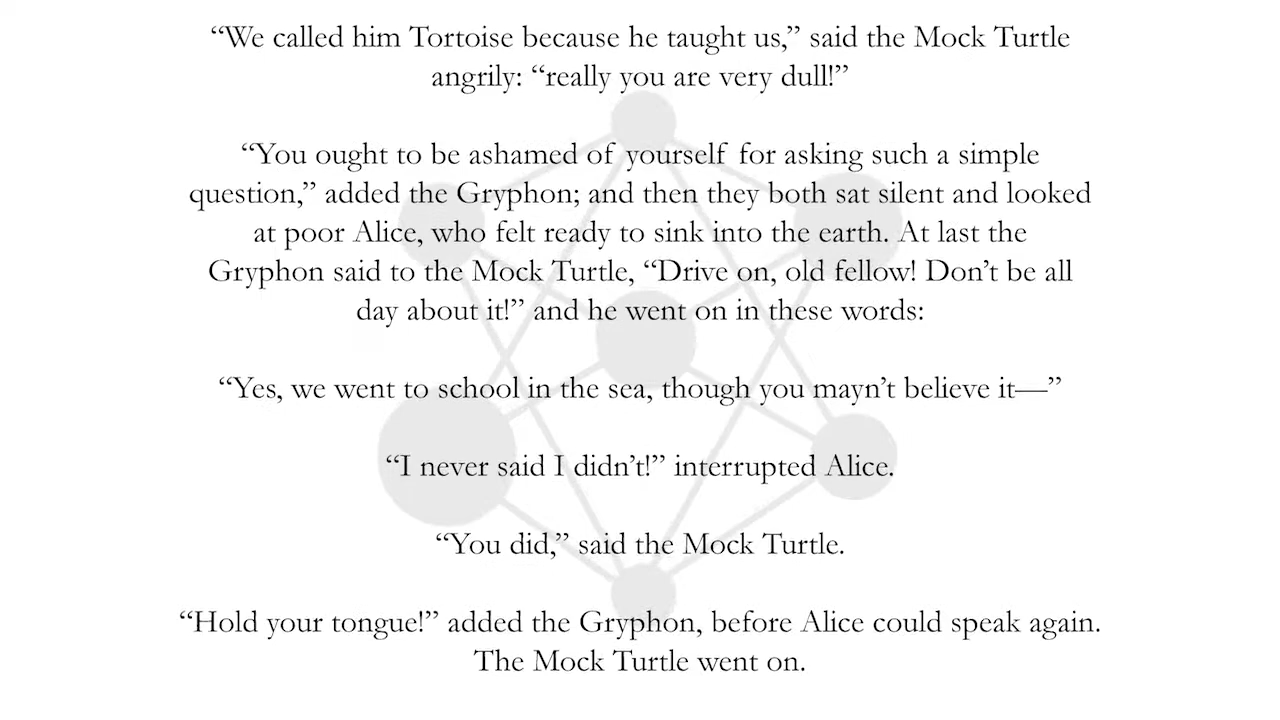 “We called him Tortoise because he taught us,” said the Mock Turtle
angrily: “really you are very dull!”
“You ought to be ashamed of yourself for asking such a simple
question,” added the Gryphon; and then they both sat silent and looked
at poor Alice, who felt ready to sink into the earth. At last the
Gryphon said to the Mock Turtle, “Drive on, old fellow! Don’t be all
day about it!” and he went on in these words:
“Yes, we went to school in the sea, though you mayn’t believe it—”
“I never said I didn’t!” interrupted Alice.
“You did,” said the Mock Turtle.
“Hold your tongue!” added the Gryphon, before Alice could speak again.
The Mock Turtle went on.